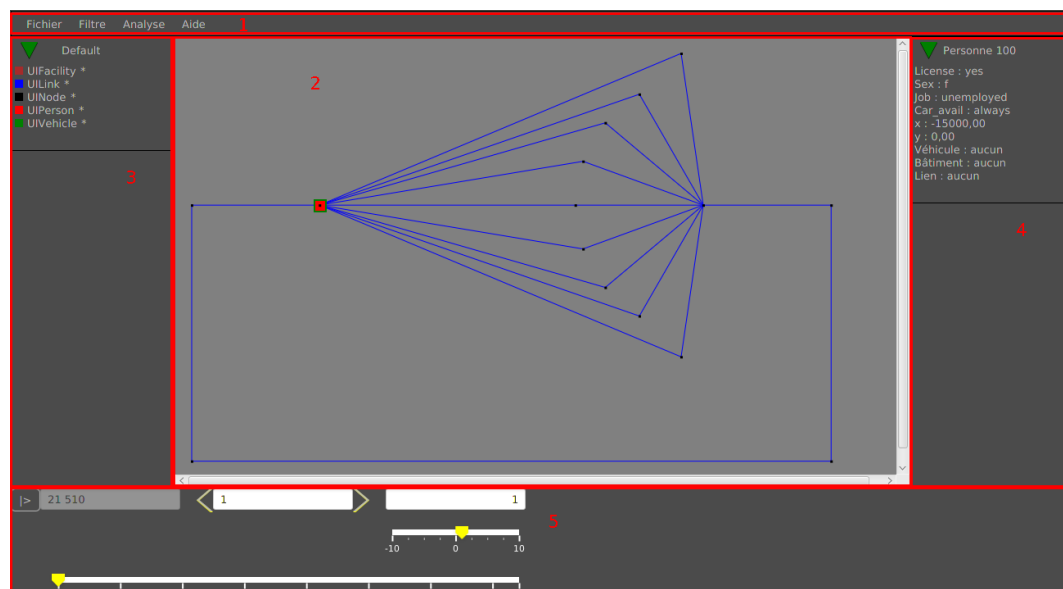 Fichier Filtre Analyse Aide 1
Default
UIFacility *
UILink *
UINode *
UIPerson *
UIVehicle *
3
2
Personne 100
License : yes
Sex : f
Job : unemployed
Car_avail : always
x : -15000,00
y : 0,00
Véhicule : aucun
Bâtiment : aucun
Lien : aucun
4
|> 21 510 1 1
5
-10 0 10